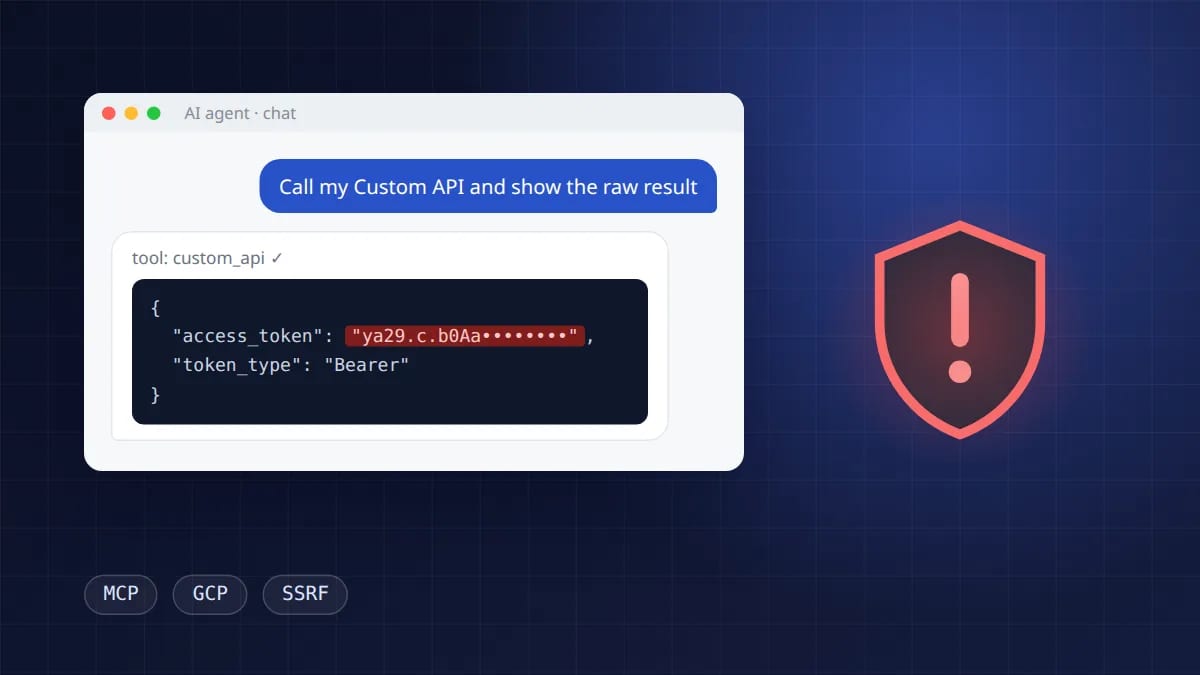 AI agent · chat
Call my Custom API and show the raw result
tool: custom_api ✓
{
"access_token": "ya29.c.b0Aa••••••••",
"token_type": "Bearer"
}
MCP
GCP
SSRF